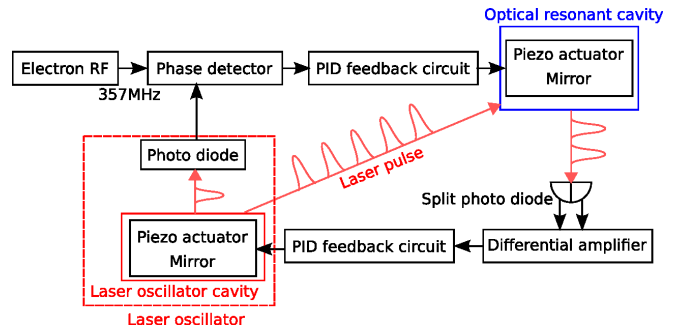 Optical resonant cavity
Electron RF
Phase detector
PID feedback circuit
Piezo actuator
Mirror
357MHz
Photo diode
Laser pulse
Split photo diode
Piezo actuator
Mirror
PID feedback circuit
Differential amplifier
Laser oscillator cavity
Laser oscillator